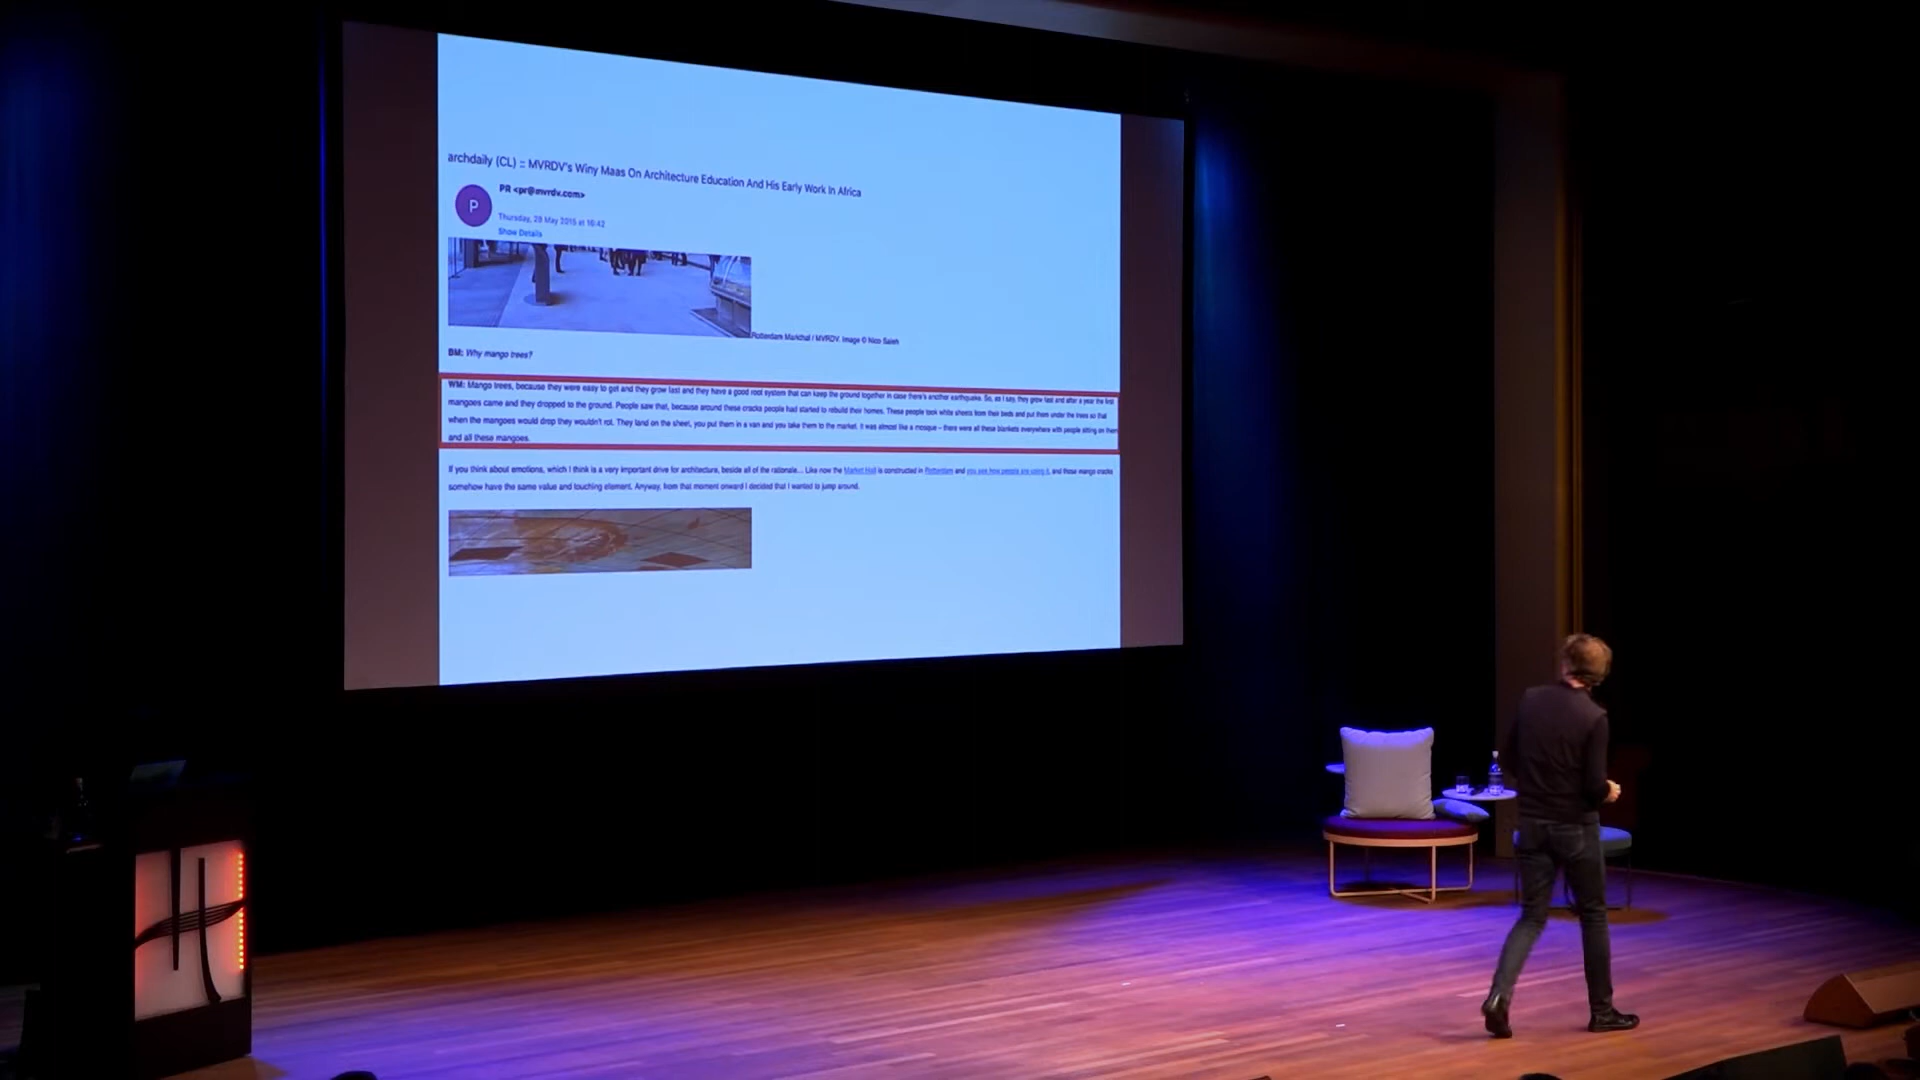 archdaily (CL) :: MVRDV's Winy Maas On Architecture Education And His Early Work In Africa
P
PR <pr@mvrdv.com>
Thursday, 28 May 2015 at 16:42
Show Details
Rotterdam Markthal / MVRDV. Image © Nico Saieh
BM: Why mango trees?
WM: Mango trees, because they were easy to get and they grow fast and they have a good root system that can keep the ground together in case there's another earthquake. So, as I say, they grow fast and after a year the first
mangoes came and they dropped to the ground. People saw that, because around these cracks people had started to rebuild their homes. These people took white sheets from their beds and put them under the trees so that
when the mangoes would drop they wouldn't rot. They land on the sheet, you put them in a van and you take them to the market. It was almost like a mosque – there were all these blankets everywhere with people sitting on them
and all these mangoes.
If you think about emotions, which I think is a very important drive for architecture, beside all of the rationale... Like now the Market Hall is constructed in Rotterdam and you see how people are using it, and those mango cracks
somehow have the same value and touching element. Anyway, from that moment onward I decided that I wanted to jump around.